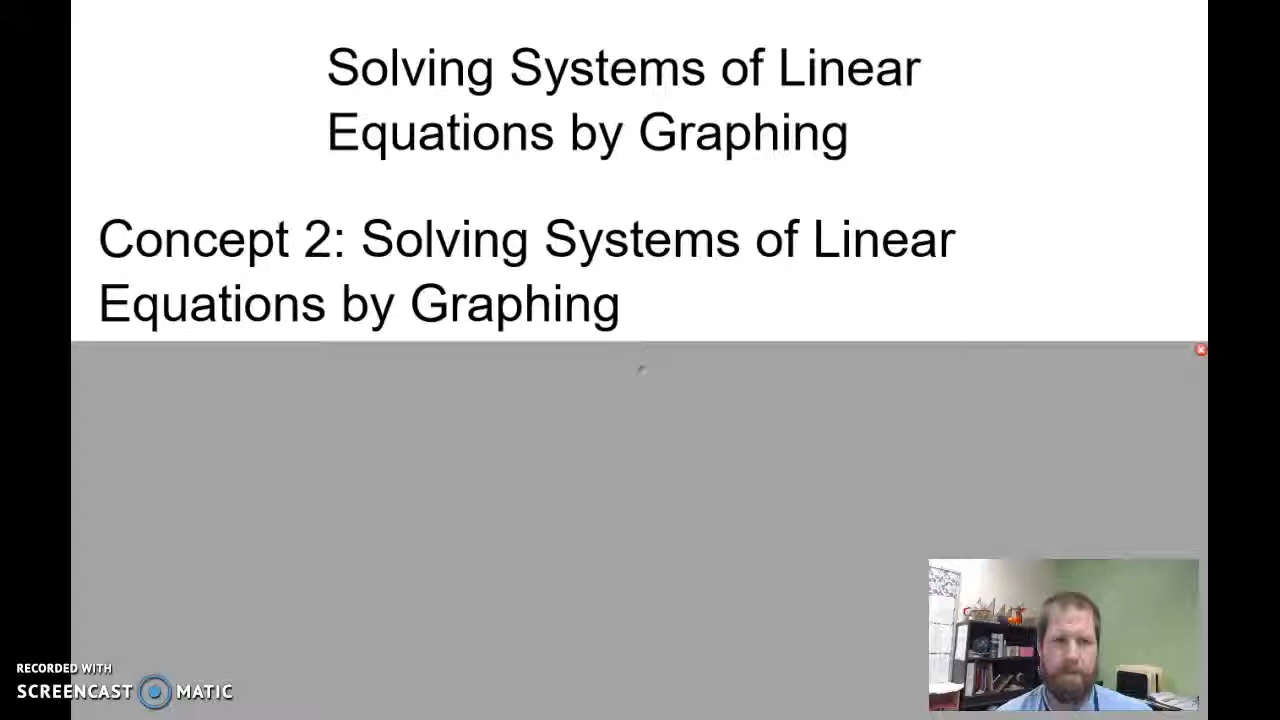 Solving Systems of Linear
Equations by Graphing
Concept 2: Solving Systems of Linear
Equations by Graphing
RECORDED WITH
SCREENCAST MATIC